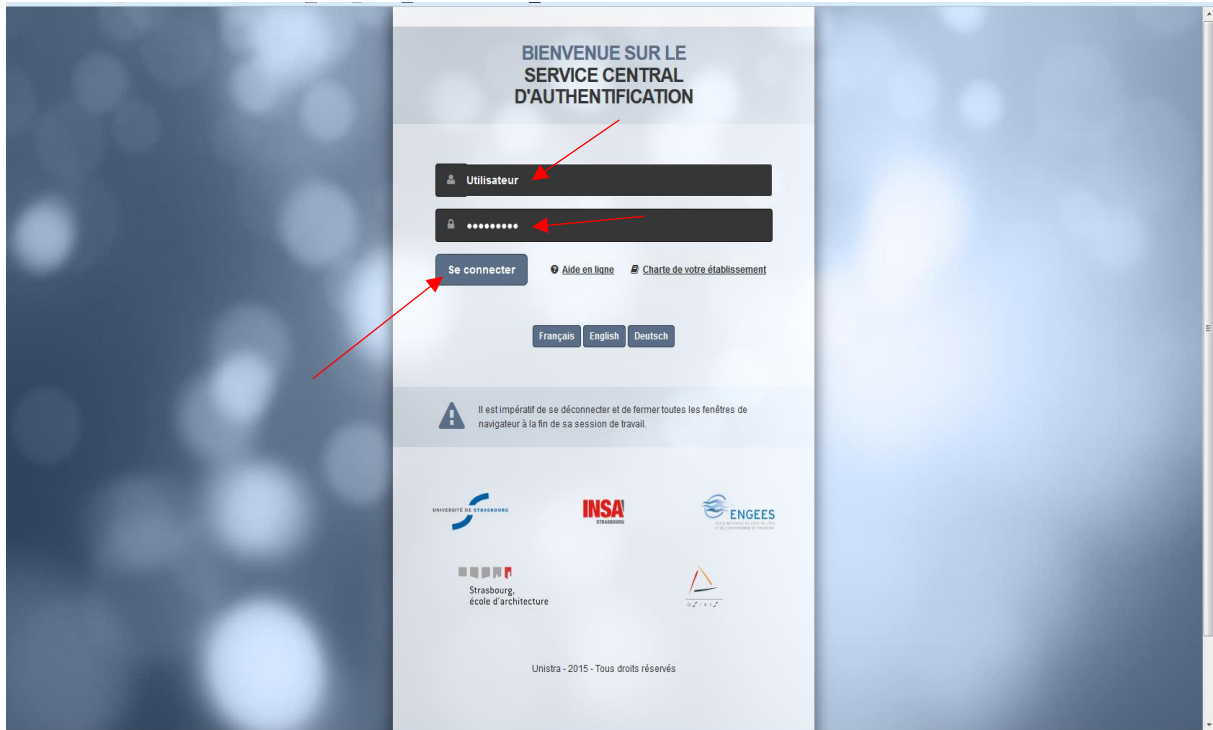 BIENVENUE SUR LE
SERVICE CENTRAL
D'AUTHENTIFICATION
Utilisateur
•••••••••
Se connecter
Aide en ligne
Charte de votre établissement
Français
English
Deutsch
Il est impératif de se déconnecter et de fermer toutes les fenêtres de
navigateur à la fin de sa session de travail.
UNIVERSITÉ DE STRASBOURG
INSA
STRASBOURG
ENGEES
Strasbourg,
école d'architecture
Unistra - 2015 - Tous droits réservés